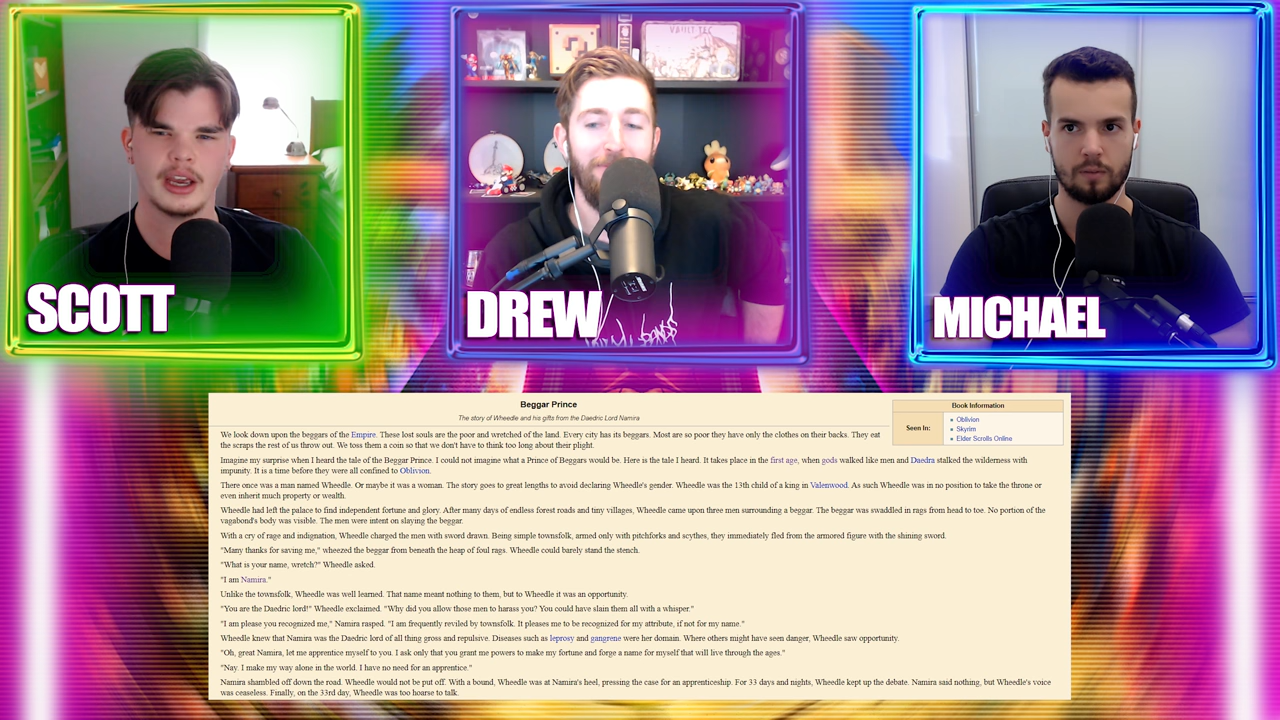 VAULT TEC
SCOTT
DREW
MICHAEL
Beggar Prince
The story of Wheedle and his gifts from the Daedric Lord Namira
Book Information
Seen In:
Oblivion
Skyrim
Elder Scrolls Online
We look down upon the beggars of the Empire. These lost souls are the poor and wretched of the land. Every city has its beggars. Most are so poor they have only the clothes on their backs. They eat
the scraps the rest of us throw out. We toss them a coin so that we don't have to think too long about their plight.
Imagine my surprise when I heard the tale of the Beggar Prince. I could not imagine what a Prince of Beggars would be. Here is the tale I heard. It takes place in the first age, when gods walked like men and Daedra stalked the wilderness with
impunity. It is a time before they were all confined to Oblivion.
There once was a man named Wheedle. Or maybe it was a woman. The story goes to great lengths to avoid declaring Wheedle's gender. Wheedle was the 13th child of a king in Valenwood. As such Wheedle was in no position to take the throne or
even inherit much property or wealth.
Wheedle had left the palace to find independent fortune and glory. After many days of endless forest roads and tiny villages, Wheedle came upon three men surrounding a beggar. The beggar was swaddled in rags from head to toe. No portion of the
vagabond's body was visible. The men were intent on slaying the beggar.
With a cry of rage and indignation, Wheedle charged the men with sword drawn. Being simple townsfolk, armed only with pitchforks and scythes, they immediately fled from the armored figure with the shining sword.
"Many thanks for saving me," wheezed the beggar from beneath the heap of foul rags. Wheedle could barely stand the stench.
"What is your name, wretch?" Wheedle asked.
"I am Namira."
Unlike the townsfolk, Wheedle was well learned. That name meant nothing to them, but to Wheedle it was an opportunity.
"You are the Daedric lord!" Wheedle exclaimed. "Why did you allow those men to harass you? You could have slain them all with a whisper."
"I am please you recognized me," Namira rasped. "I am frequently reviled by townsfolk. It pleases me to be recognized for my attribute, if not for my name."
Wheedle knew that Namira was the Daedric lord of all thing gross and repulsive. Diseases such as leprosy and gangrene were her domain. Where others might have seen danger, Wheedle saw opportunity.
"Oh, great Namira, let me apprentice myself to you. I ask only that you grant me powers to make my fortune and forge a name for myself that will live through the ages."
"Nay. I make my way alone in the world. I have no need for an apprentice."
Namira shambled off down the road. Wheedle would not be put off. With a bound, Wheedle was at Namira's heel, pressing the case for an apprenticeship. For 33 days and nights, Wheedle kept up the debate. Namira said nothing, but Wheedle's voice
was ceaseless. Finally, on the 33rd day, Wheedle was too hoarse to talk.